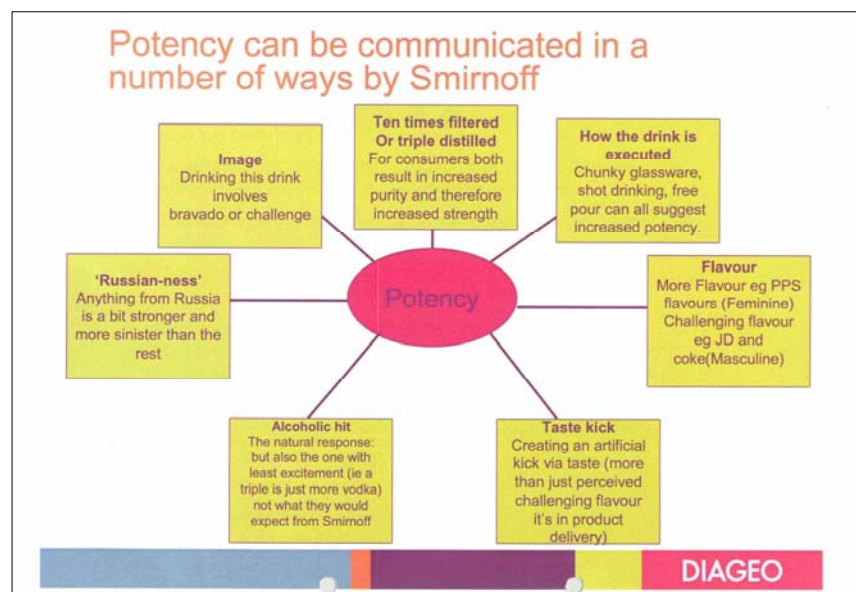 Potency can be communicated in a
number of ways by Smirnoff
Ten times filtered
Or triple distilled
For consumers both
result in increased
purity and therefore
increased strength
Image
Drinking this drink
involves
bravado or challenge
How the drink is
executed
Chunky glassware,
shot drinking, free
pour can all suggest
increased potency.
'Russian-ness'
Anything from Russia
is a bit stronger and
more sinister than the
rest
Potency
Flavour
More Flavour eg PPS
flavours (Feminine)
Challenging flavour
eg JD and
coke(Masculine)
Alcoholic hit
The natural response:
but also the one with
least excitement (ie a
triple is just more vodka)
not what they would
expect from Smirnoff
Taste kick
Creating an artificial
kick via taste (more
than just perceived
challenging flavour
it's in product
delivery)
DIAGEO